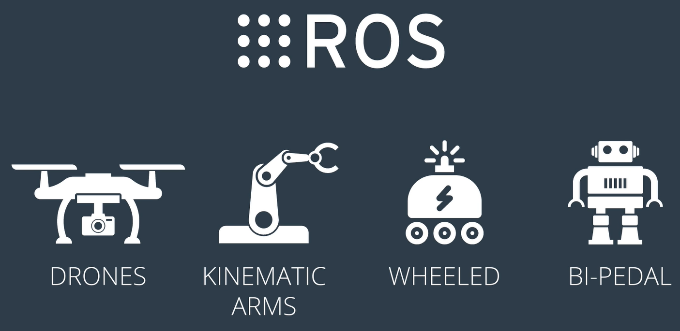 ROS
DRONES
KINEMATIC
ARMS
WHEELED
BI-PEDAL